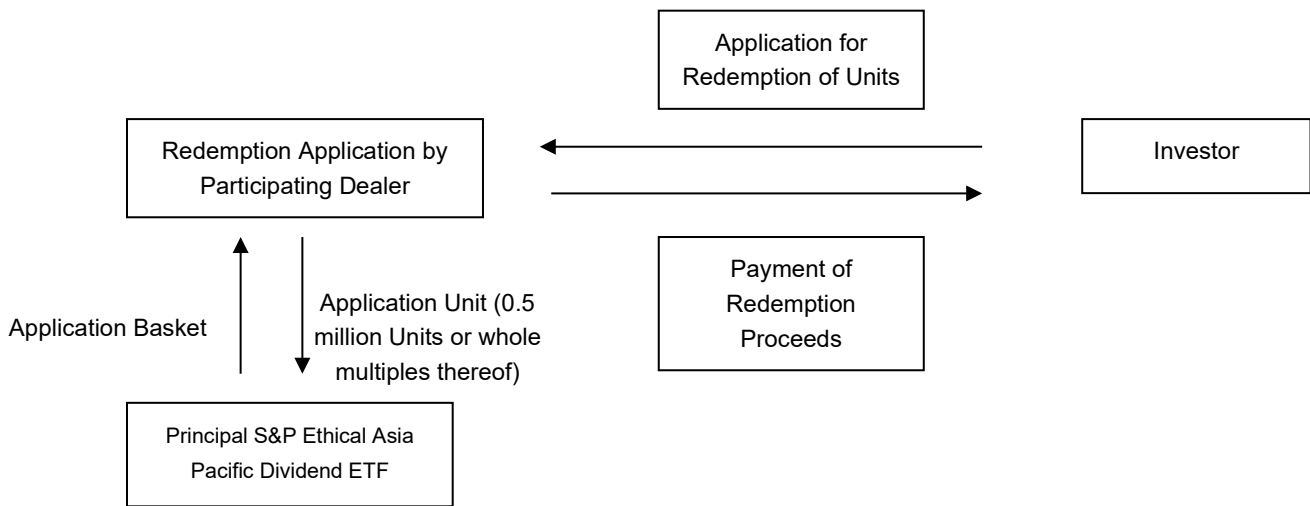 Application for
Redemption of Units
Redemption Application by
Participating Dealer
Investor
Payment of
Redemption
Proceeds
Application Basket
Application Unit (0.5
million Units or whole
multiples thereof)
Principal S&P Ethical Asia
Pacific Dividend ETF